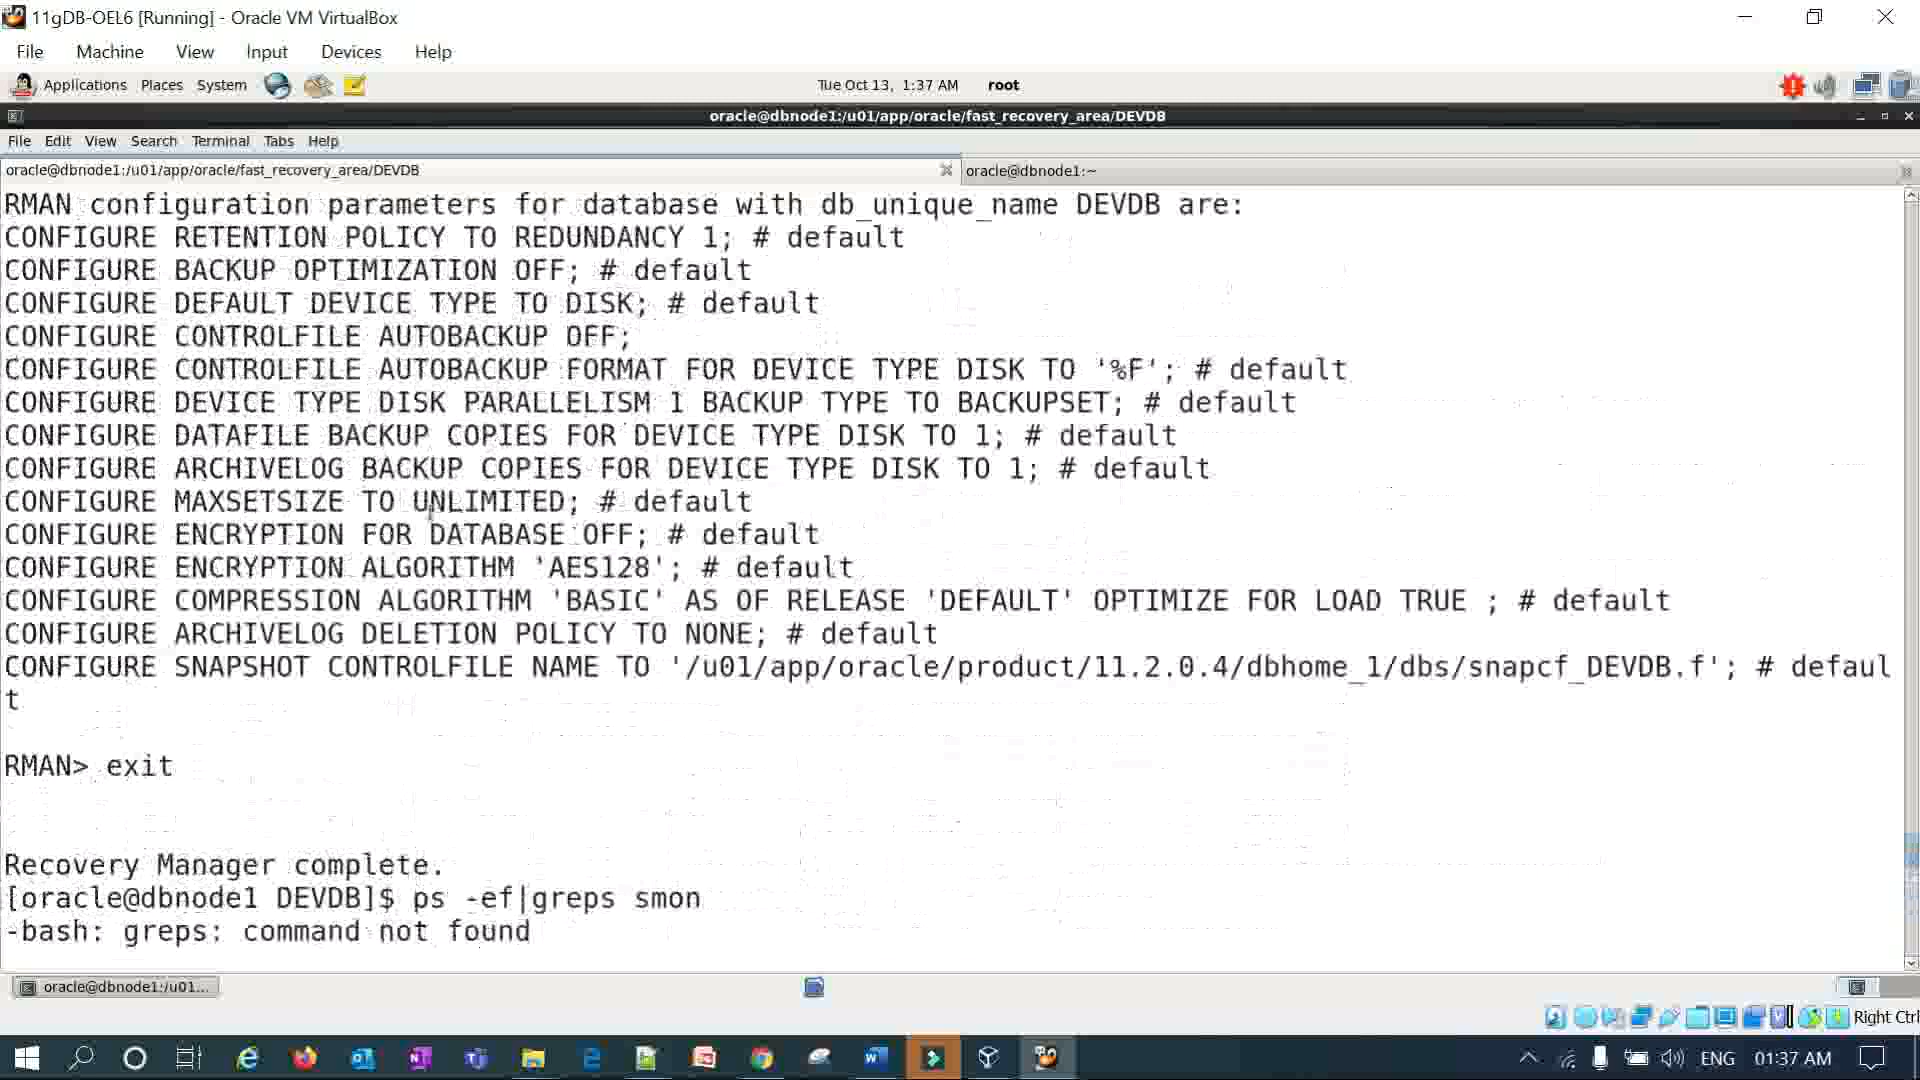 11gDB-OEL6 [Running] - Oracle VM VirtualBox
File Machine View Input Devices Help
Applications Places System Tue Oct 13, 1:37 AM root
oracle@dbnode1:/u01/app/oracle/fast_recovery_area/DEVDB
File Edit View Search Terminal Tabs Help
oracle@dbnode1:/u01/app/oracle/fast_recovery_area/DEVDB oracle@dbnode1:~
RMAN configuration parameters for database with db_unique_name DEVDB are:
CONFIGURE RETENTION POLICY TO REDUNDANCY 1; # default
CONFIGURE BACKUP OPTIMIZATION OFF; # default
CONFIGURE DEFAULT DEVICE TYPE TO DISK; # default
CONFIGURE CONTROLFILE AUTOBACKUP OFF;
CONFIGURE CONTROLFILE AUTOBACKUP FORMAT FOR DEVICE TYPE DISK TO '%F'; # default
CONFIGURE DEVICE TYPE DISK PARALLELISM 1 BACKUP TYPE TO BACKUPSET; # default
CONFIGURE DATAFILE BACKUP COPIES FOR DEVICE TYPE DISK TO 1; # default
CONFIGURE ARCHIVELOG BACKUP COPIES FOR DEVICE TYPE DISK TO 1; # default
CONFIGURE MAXSETSIZE TO UNLIMITED; # default
CONFIGURE ENCRYPTION FOR DATABASE OFF; # default
CONFIGURE ENCRYPTION ALGORITHM 'AES128'; # default
CONFIGURE COMPRESSION ALGORITHM 'BASIC' AS OF RELEASE 'DEFAULT' OPTIMIZE FOR LOAD TRUE ; # default
CONFIGURE ARCHIVELOG DELETION POLICY TO NONE; # default
CONFIGURE SNAPSHOT CONTROLFILE NAME TO '/u01/app/oracle/product/11.2.0.4/dbhome_1/dbs/snapcf_DEVDB.f'; # defaul
t
RMAN> exit
Recovery Manager complete.
[oracle@dbnode1 DEVDB]$ ps -ef|greps smon
-bash: greps: command not found
oracle@dbnode1:/u01...
Right Ctrl
ENG 01:37 AM